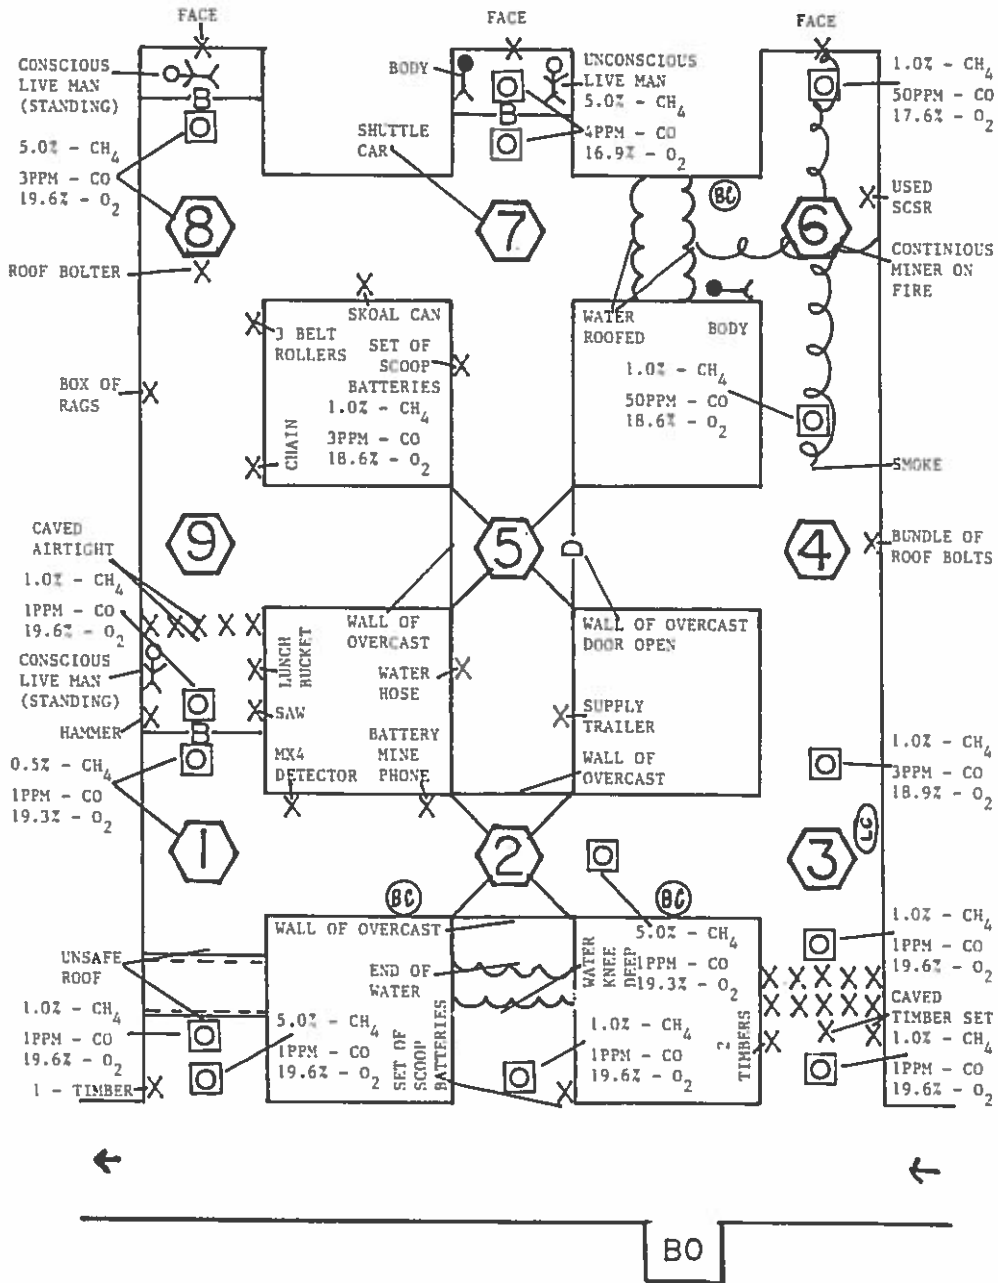 FACE
FACE
FACE
CONSCIOUS
LIVE MAN
(STANDING)
B
5.0% - CH4
3PPM - CO
19.6% - O2
8
BODY
SHUTTLE
CAR
B
UNCONSCIOUS
LIVE MAN
5.0% - CH4
4PPM - CO
16.9% - O2
7
1.0% - CH4
50PPM - CO
17.6% - O2
BC
USED
SCSR
6
CONTINIOUS
MINER ON
FIRE
ROOF BOLTER
SKOAL CAN
3 BELT
ROLLERS
SET OF
SCOOP
BATTERIES
1.0% - CH4
3PPM - CO
18.6% - O2
CHAIN
BOX OF
RAGS
WATER
ROOFED
BODY
1.0% - CH4
50PPM - CO
18.6% - O2
SMOKE
CAVED
AIRTIGHT
1.0% - CH4
1PPM - CO
19.6% - O2
9
5
D
4
BUNDLE OF
ROOF BOLTS
CONSCIOUS
LIVE MAN
(STANDING)
HAMMER
B
WALL OF
OVERCAST
LUNCH
BUCKET
WATER
HOSE
SAW
MX4
DETECTOR
BATTERY
MINE
PHONE
WALL OF OVERCAST
DOOR OPEN
SUPPLY
TRAILER
WALL OF
OVERCAST
0.5% - CH4
1PPM - CO
19.3% - O2
1
2
1.0% - CH4
3PPM - CO
18.9% - O2
3
LC
BC
BC
UNSAFE
ROOF
1.0% - CH4
1PPM - CO
19.6% - O2
1 - TIMBER
WALL OF OVERCAST
END OF
WATER
5.0% - CH4
1PPM - CO
19.6% - O2
SET OF
SCOOP
BATTERIES
WATER
KNEE
DEEP
5.0% - CH4
1PPM - CO
19.3% - O2
1.0% - CH4
1PPM - CO
19.6% - O2
2
TIMBERS
1.0% - CH4
1PPM - CO
19.6% - O2
CAVED
TIMBER SET
1.0% - CH4
1PPM - CO
19.6% - O2
BO